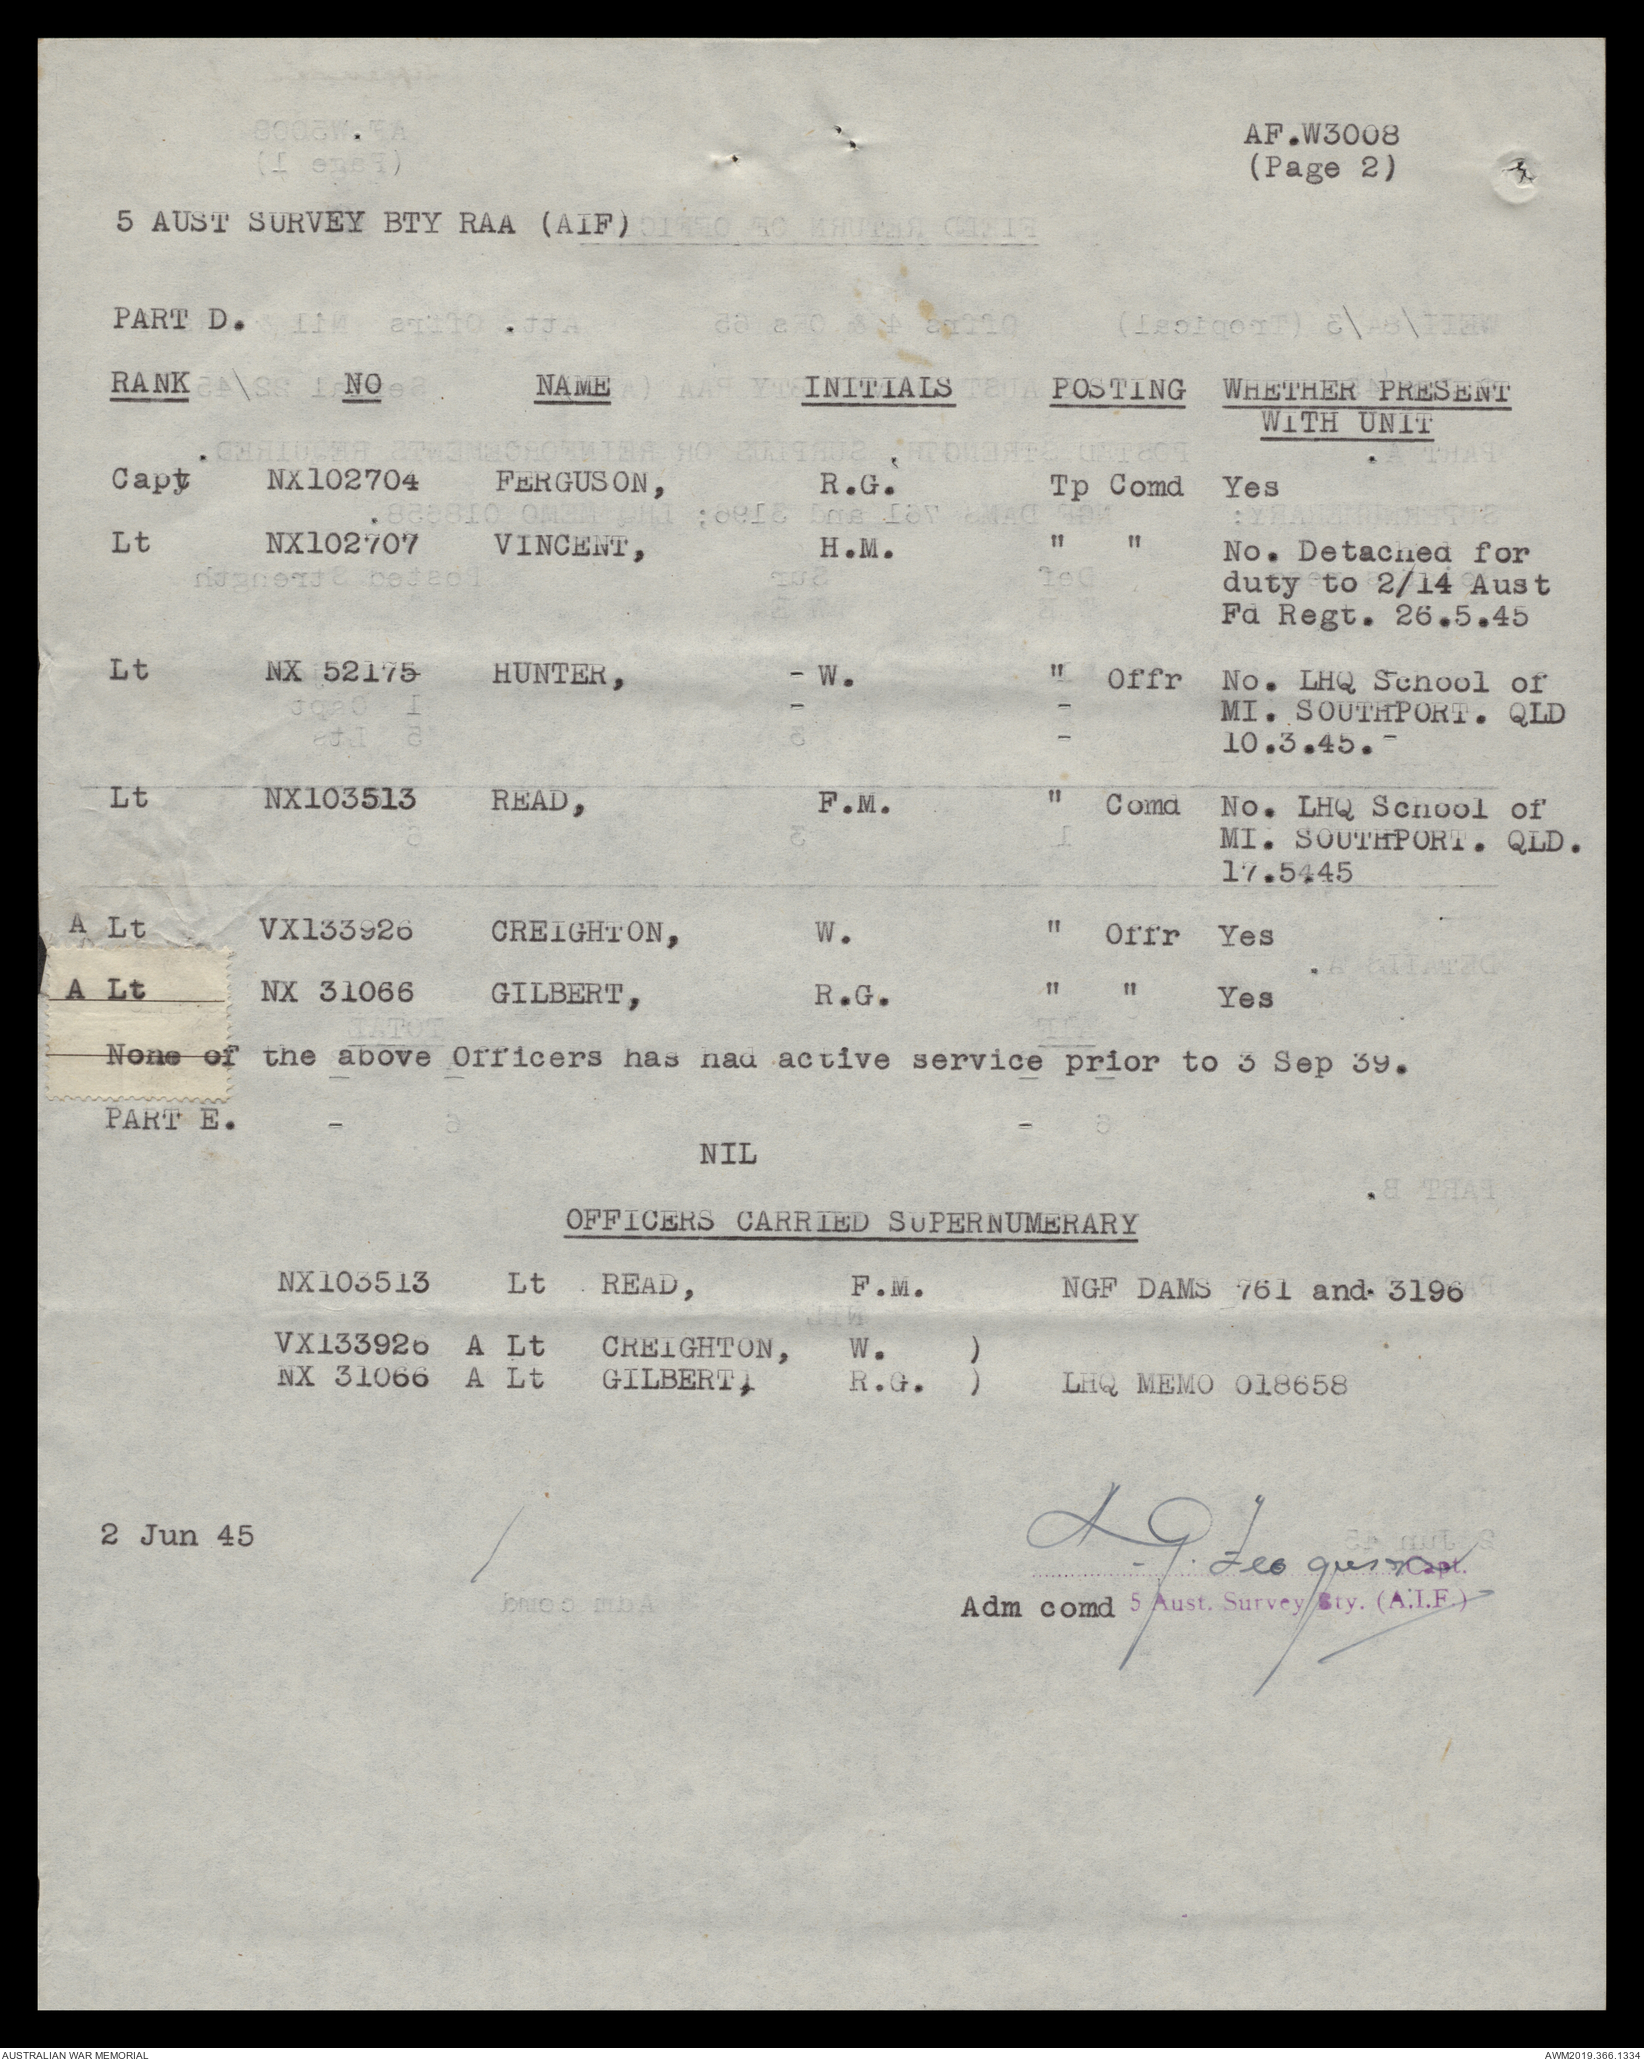 AF.W3008
(Page 2)
5 AUST SURVEY BTY RAA (AIF)
PART D.
RANK NO NAME INITIALS POSTING WHETHER PRESENT
WITH UNIT
Capt NX102704 FERGUSON, R.G. Tp Comd Yes
Lt NX102707 VINCENT, H.M. " " No. Detached for
duty to 2/14 Aust
Fd Regt. 26.5.45
Lt NX 52175 HUNTER, - W. " Offr No. LHQ School of
MI. SOUTHPORT. QLD
10.3.45.
Lt NX103513 READ, F.M. " Comd No. LHQ School of
MI. SOUTHPORT. QLD.
17.5.45
A Lt VX133926 CREIGHTON, W. " Offr Yes
A Lt NX 31066 GILBERT, R.G. " " Yes
None of the above Officers has had active service prior to 3 Sep 39.
PART E.
NIL
OFFICERS CARRIED SUPERNUMERARY
NX103513 Lt READ, F.M. NGF DAMS 761 and 3196
VX133926 A Lt CREIGHTON, W. )
NX 31066 A Lt GILBERT, R.G. ) LHQ MEMO 018658
2 Jun 45
R G Ferguson Capt.
Adm comd 5 Aust. Survey Bty. (A.I.F.)
AUSTRALIAN WAR MEMORIAL
AWM2019.366.1334